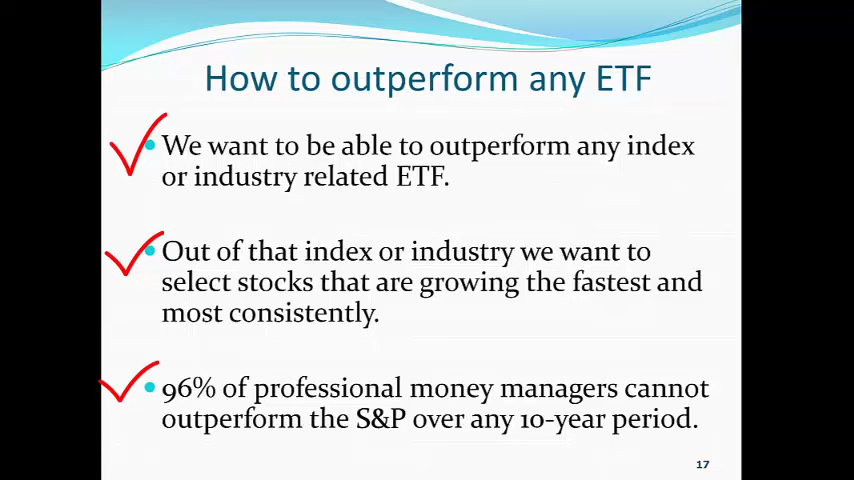 How to outperform any ETF
• We want to be able to outperform any index
or industry related ETF.
• Out of that index or industry we want to
select stocks that are growing the fastest and
most consistently.
• 96% of professional money managers cannot
outperform the S&P over any 10-year period.
17